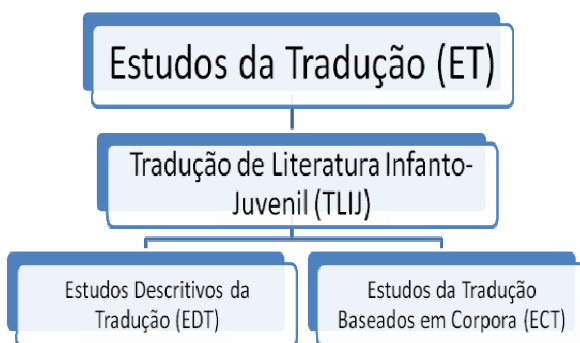 Estudos da Tradução (ET)
Tradução de Literatura Infanto-
Juvenil (TLIJ)
Estudos Descritivos da
Tradução (EDT)
Estudos da Tradução
Baseados em Corpora (ECT)